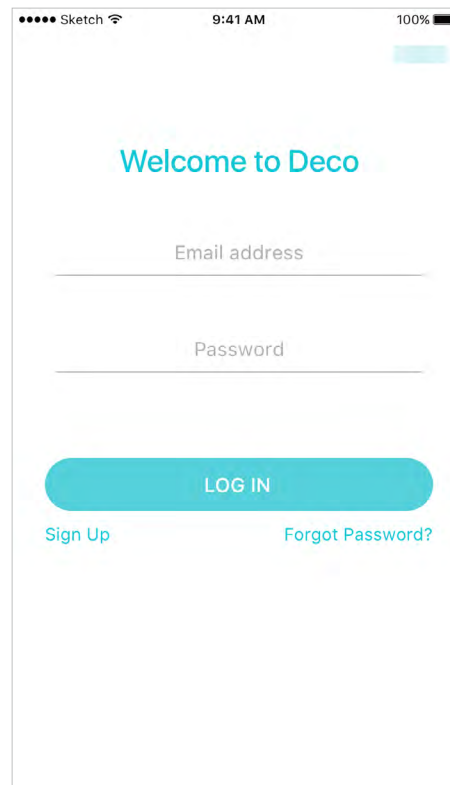 Sketch 9:41 AM 100%
Welcome to Deco
Email address
Password
LOG IN
Sign Up Forgot Password?